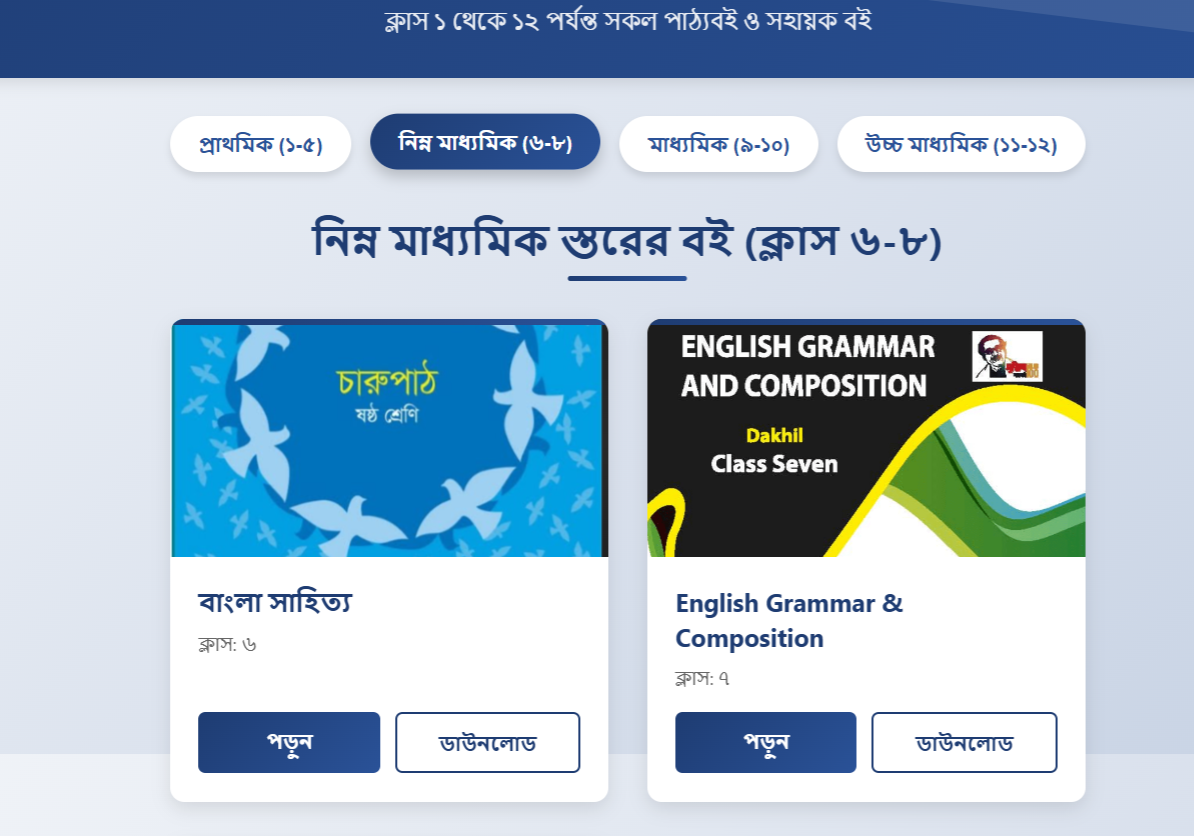 ক্লাস ১ থেকে ১২ পর্যন্ত সকল পাঠ্যবই ও সহায়ক বই
প্রাথমিক (১-৫)
নিম্ন মাধ্যমিক (৬-৮)
মাধ্যমিক (৯-১০)
উচ্চ মাধ্যমিক (১১-১২)
নিম্ন মাধ্যমিক স্তরের বই (ক্লাস ৬-৮)
চারুপাঠ
ষষ্ঠ শ্রেণি
বাংলা সাহিত্য
ক্লাস: ৬
পড়ুন
ডাউনলোড
ENGLISH GRAMMAR
AND COMPOSITION
Dakhil
Class Seven
English Grammar &
Composition
ক্লাস: ৭
পড়ুন
ডাউনলোড